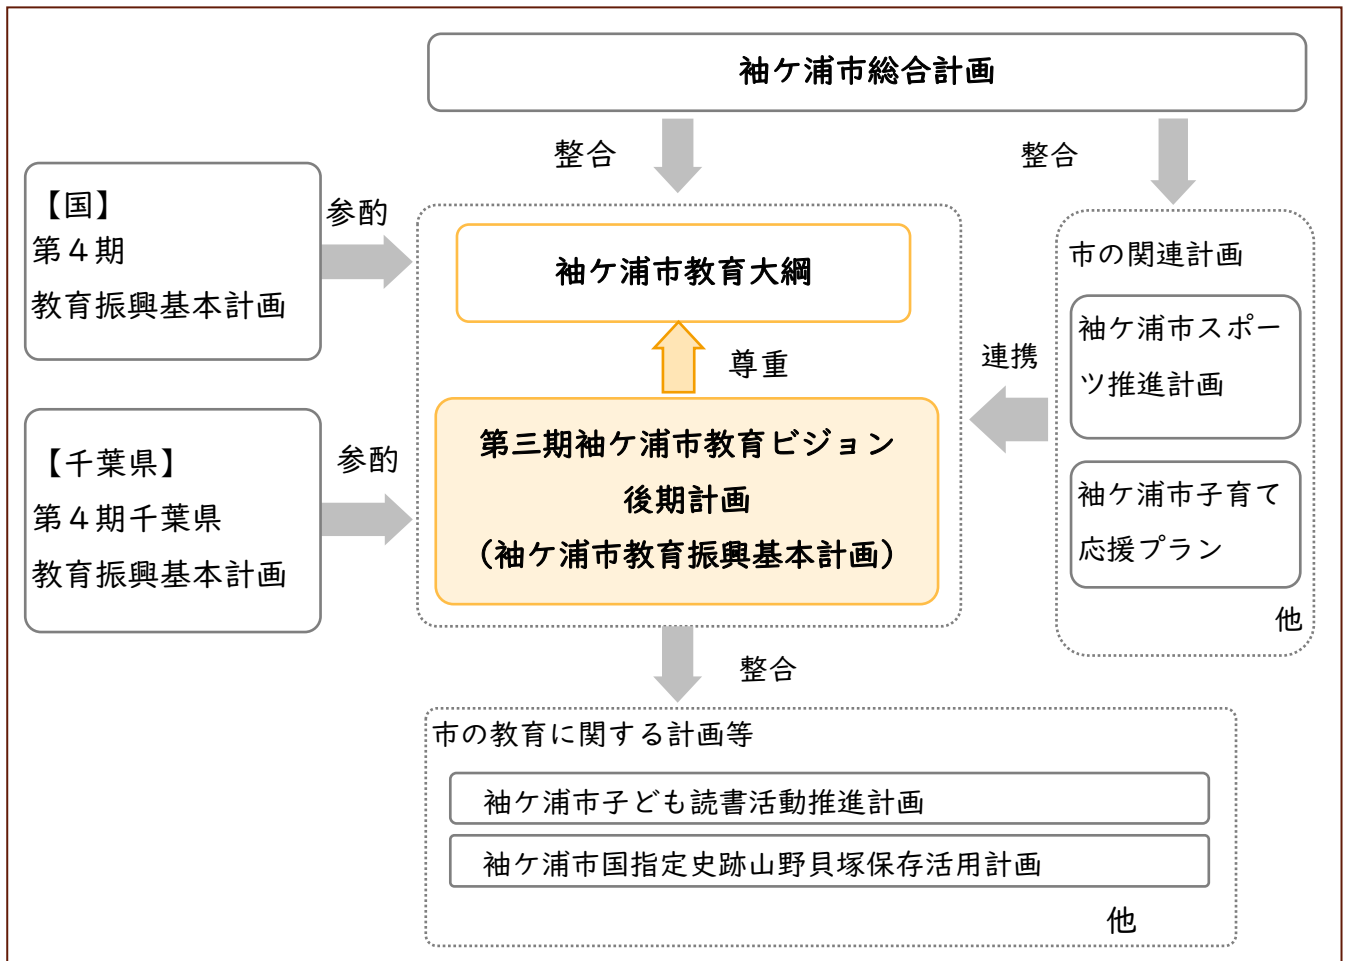 袖ケ浦市総合計画
整合
整合
【国】
第４期
教育振興基本計画
参酌
袖ケ浦市教育大綱
尊重
第三期袖ケ浦市教育ビジョン
後期計画
（袖ケ浦市教育振興基本計画）
【千葉県】
第４期千葉県
教育振興基本計画
参酌
連携
市の関連計画
袖ケ浦市スポー
ツ推進計画
袖ケ浦市子育て
応援プラン
他
整合
市の教育に関する計画等
袖ケ浦市子ども読書活動推進計画
袖ケ浦市国指定史跡山野貝塚保存活用計画
他